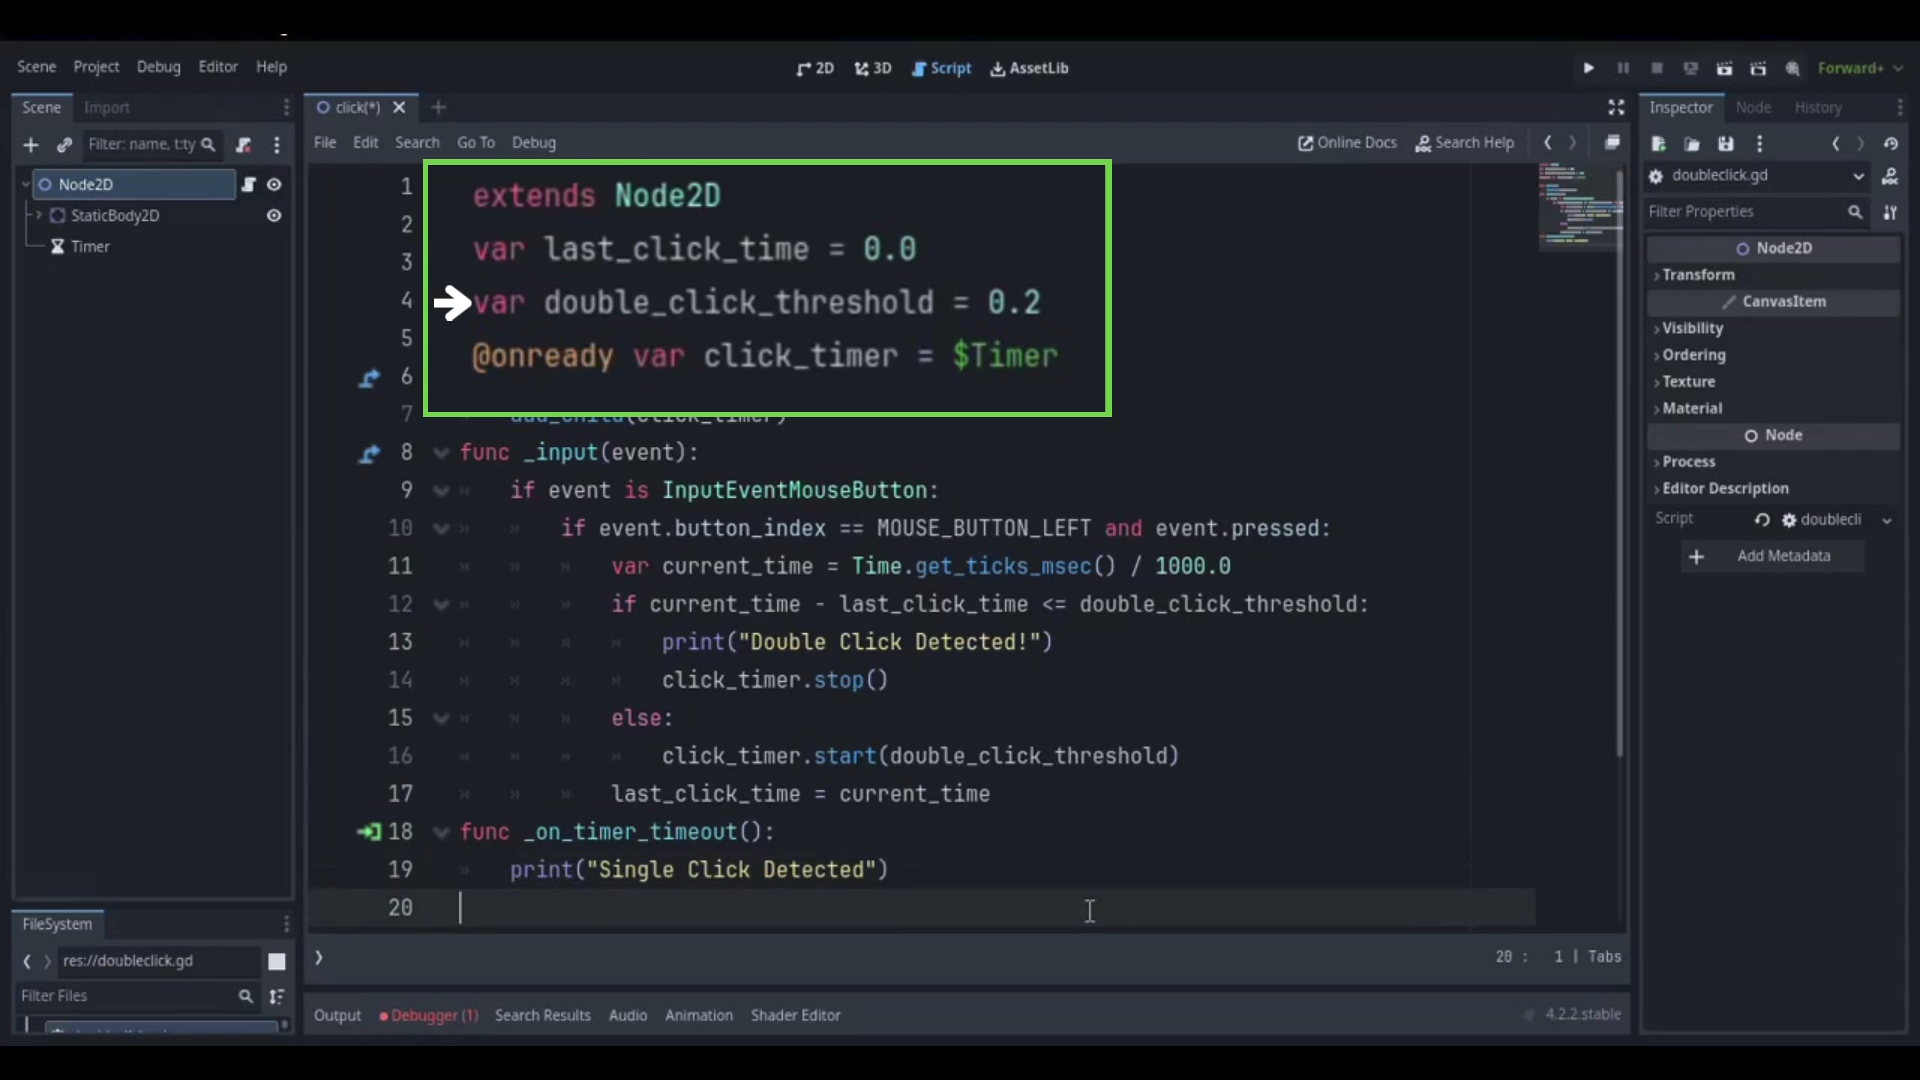 Scene Project Debug Editor Help
2D 3D Script AssetLib
Forward+
Scene Import
click(*)
Inspector Node History
Filter: name, t:ty
File Edit Search Go To Debug
Online Docs Search Help
Node2D
StaticBody2D
Timer
1
2
3
4
5
6
extends Node2D
var last_click_time = 0.0
var double_click_threshold = 0.2
@onready var click_timer = $Timer
7 add_child(click_timer)
8 func _input(event):
9 if event is InputEventMouseButton:
10 if event.button_index == MOUSE_BUTTON_LEFT and event.pressed:
11 var current_time = Time.get_ticks_msec() / 1000.0
12 if current_time - last_click_time <= double_click_threshold:
13 print("Double Click Detected!")
14 click_timer.stop()
15 else:
16 click_timer.start(double_click_threshold)
17 last_click_time = current_time
18 func _on_timer_timeout():
19 print("Single Click Detected")
20
20 : 1 | Tabs
doubleclick.gd
Filter Properties
Node2D
Transform
CanvasItem
Visibility
Ordering
Texture
Material
Node
Process
Editor Description
Script doublecli
Add Metadata
FileSystem
res://doubleclick.gd
Filter Files
Output Debugger (1) Search Results Audio Animation Shader Editor
4.2.2.stable